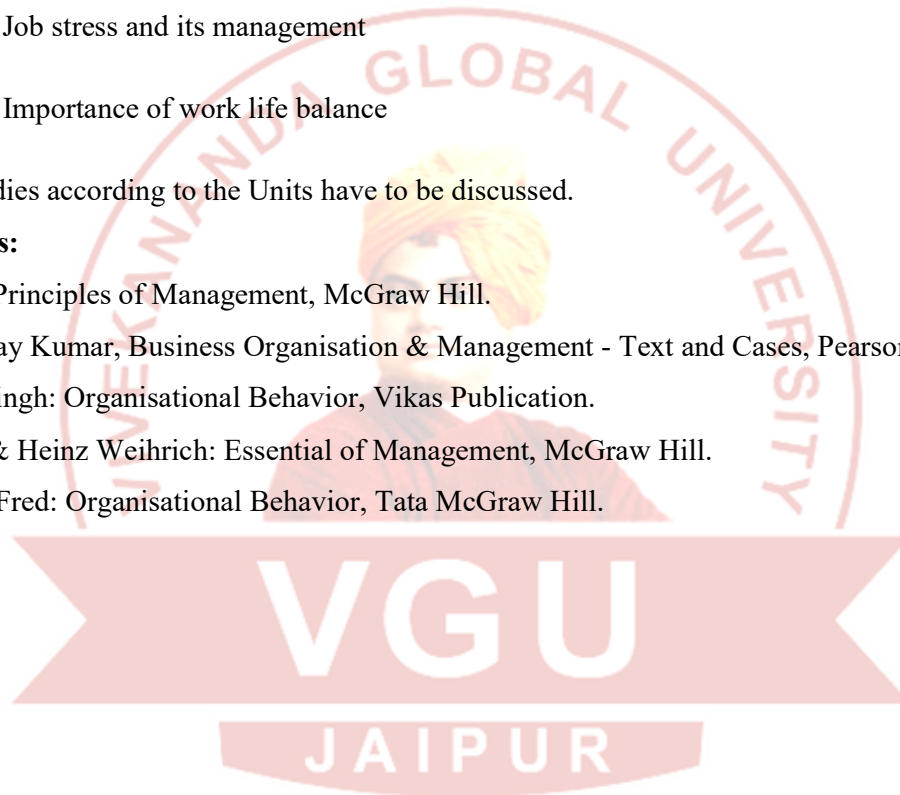 Job stress and its management
Importance of work life balance
dies according to the Units have to be discussed.
s:
Principles of Management, McGraw Hill.
ay Kumar, Business Organisation & Management - Text and Cases, Pearson
ingh: Organisational Behavior, Vikas Publication.
& Heinz Weihrich: Essential of Management, McGraw Hill.
Fred: Organisational Behavior, Tata McGraw Hill.
VIVEKANANDA GLOBAL UNIVERSITY
VGU
JAIPUR